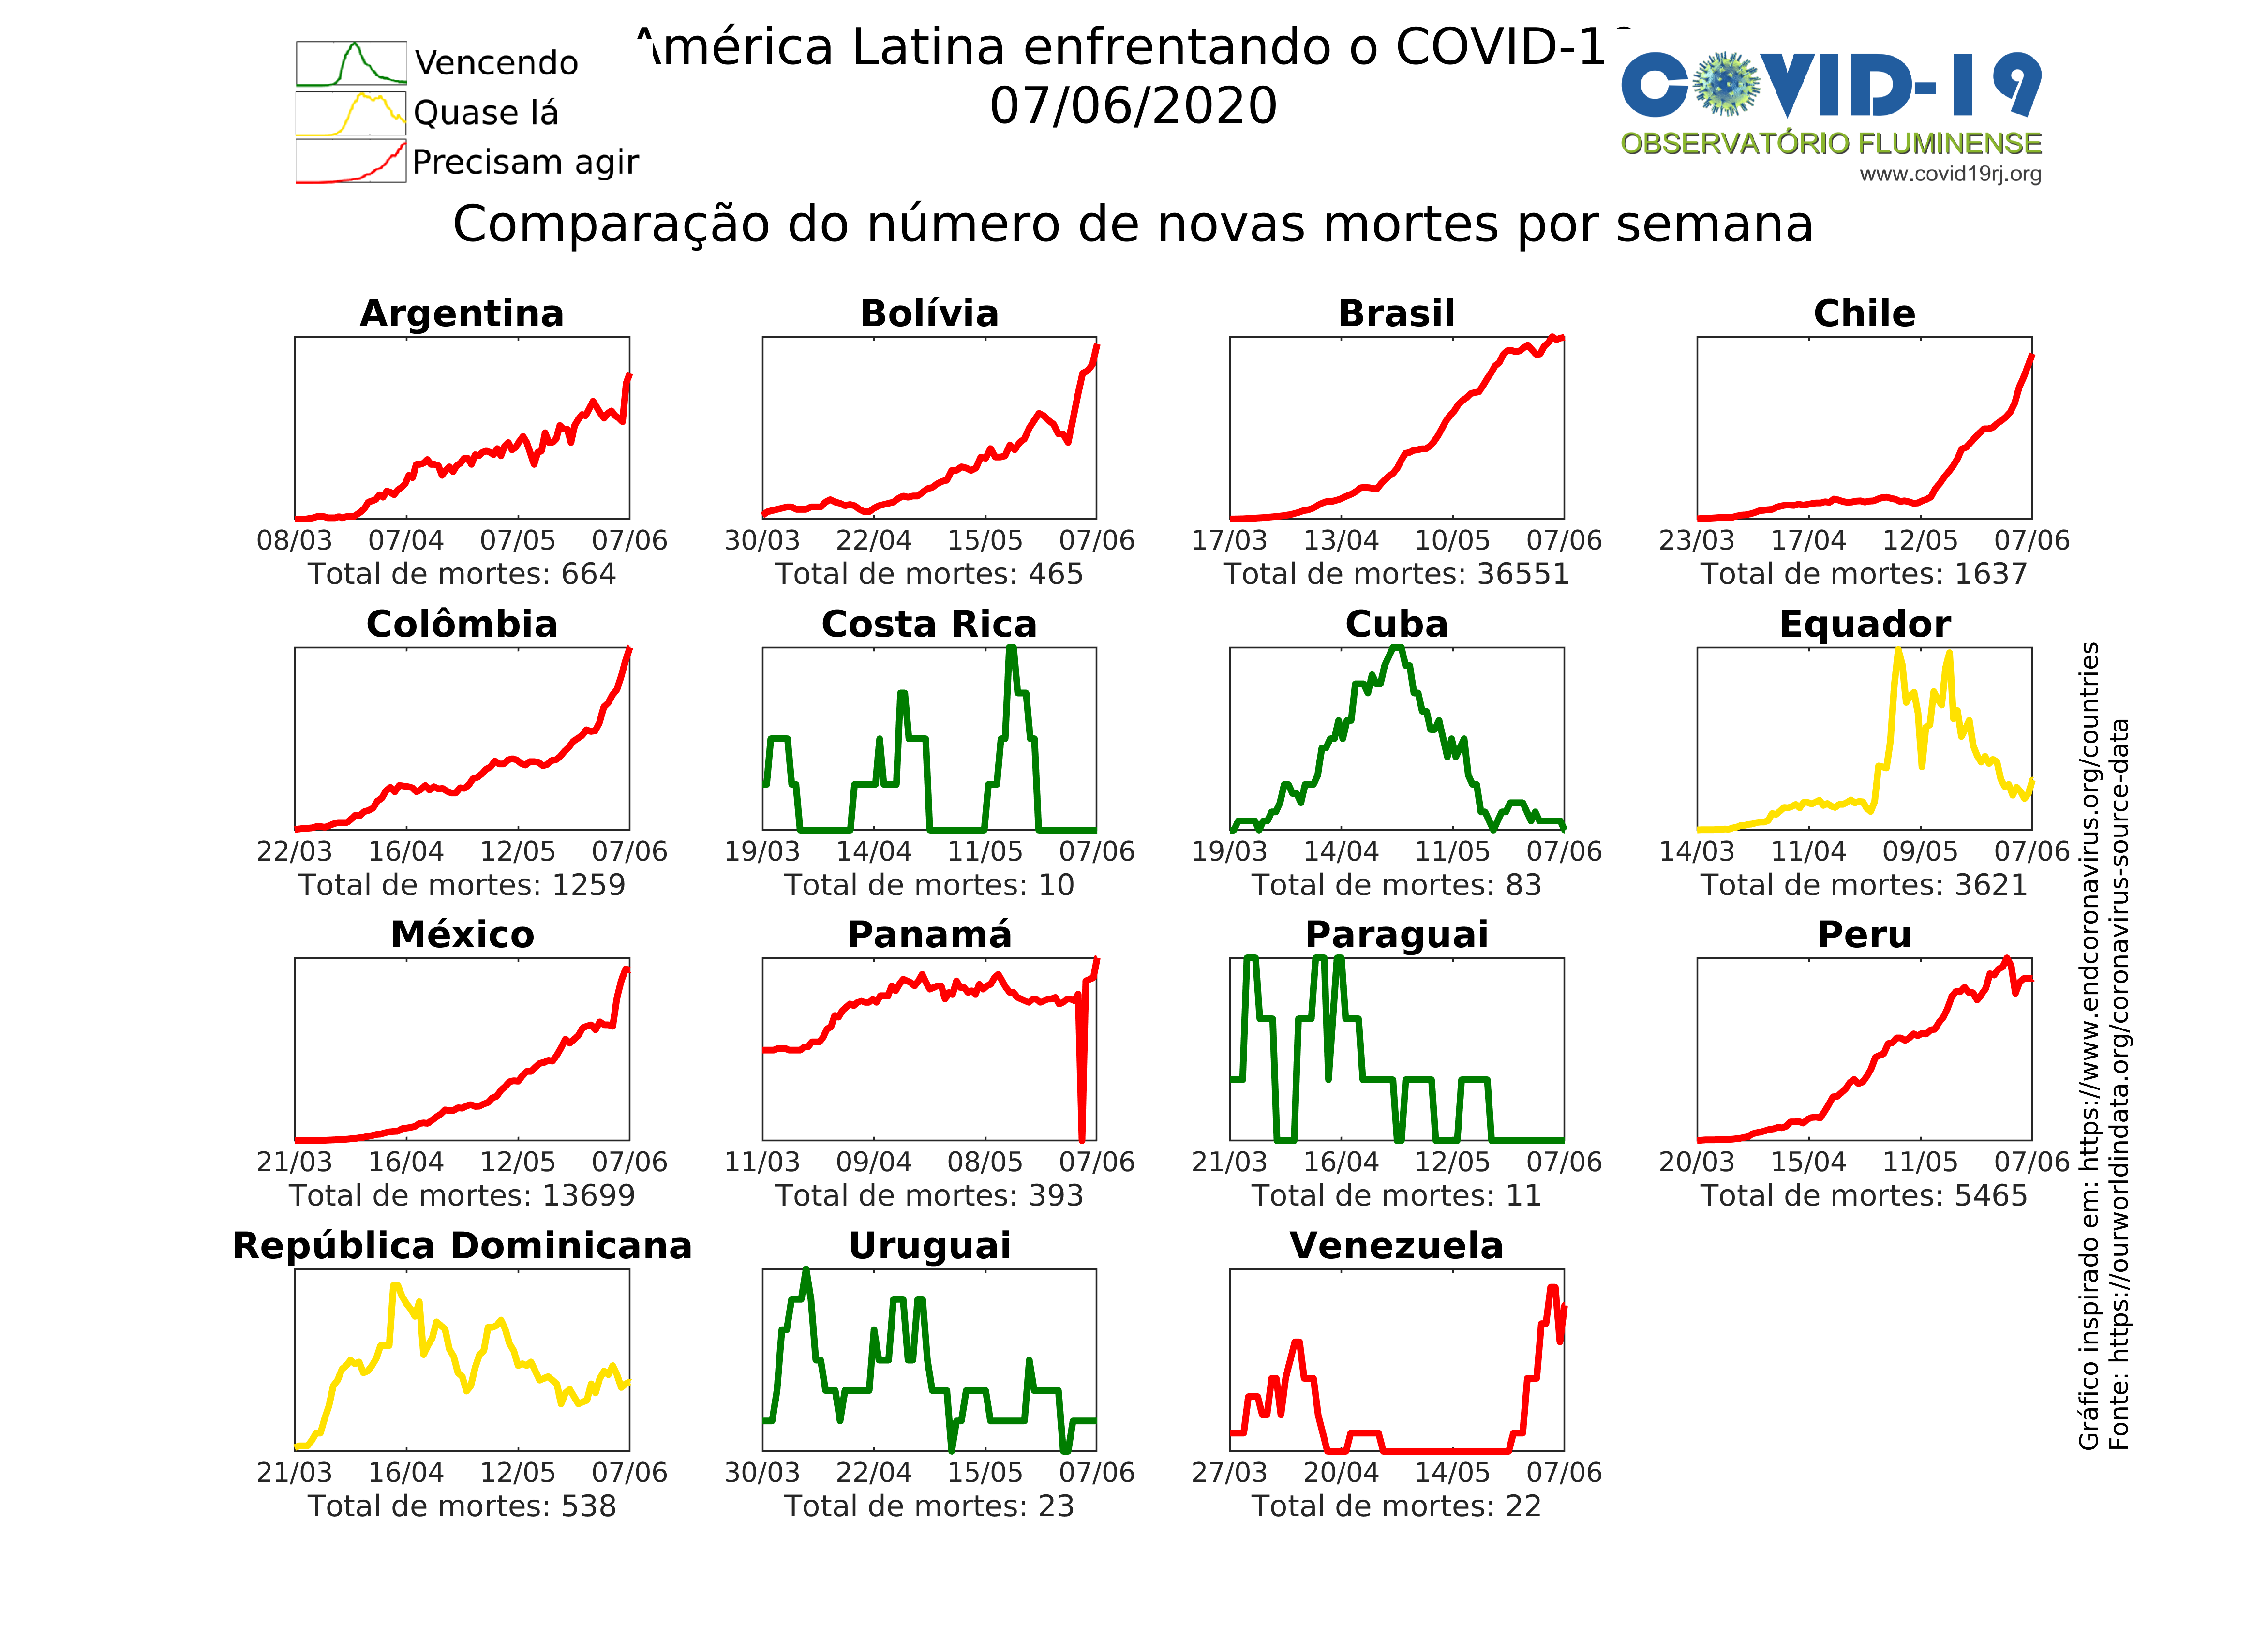 Vencendo
Quase lá
Precisam agir
América Latina enfrentando o COVID-19
07/06/2020
COVID-19
OBSERVATÓRIO FLUMINENSE
www.covid19rj.org
Comparação do número de novas mortes por semana
Argentina
08/03 07/04 07/05 07/06
Total de mortes: 664
Bolívia
30/03 22/04 15/05 07/06
Total de mortes: 465
Brasil
17/03 13/04 10/05 07/06
Total de mortes: 36551
Chile
23/03 17/04 12/05 07/06
Total de mortes: 1637
Colômbia
22/03 16/04 12/05 07/06
Total de mortes: 1259
Costa Rica
19/03 14/04 11/05 07/06
Total de mortes: 10
Cuba
19/03 14/04 11/05 07/06
Total de mortes: 83
Equador
14/03 11/04 09/05 07/06
Total de mortes: 3621
México
21/03 16/04 12/05 07/06
Total de mortes: 13699
Panamá
11/03 09/04 08/05 07/06
Total de mortes: 393
Paraguai
21/03 16/04 12/05 07/06
Total de mortes: 11
Peru
20/03 15/04 11/05 07/06
Total de mortes: 5465
República Dominicana
21/03 16/04 12/05 07/06
Total de mortes: 538
Uruguai
30/03 22/04 15/05 07/06
Total de mortes: 23
Venezuela
27/03 20/04 14/05 07/06
Total de mortes: 22
Gráfico inspirado em: https://www.endcoronavirus.org/countries
Fonte: https://ourworldindata.org/coronavirus-source-data